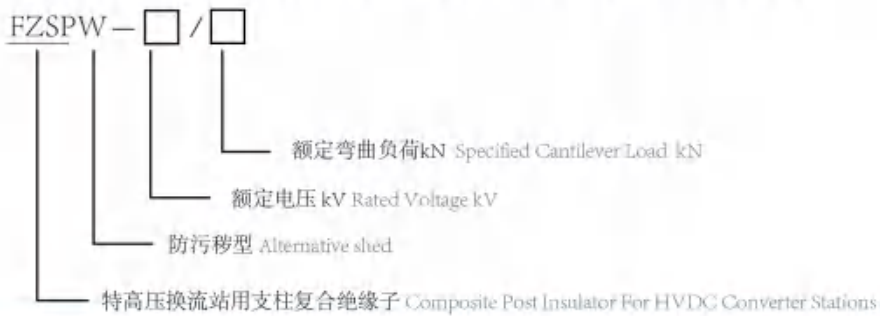 FZSPW－□/□
额定弯曲负荷kN Specified Cantilever Load kN
额定电压 kV Rated Voltage kV
防污秽型 Alternative shed
特高压换流站用支柱复合绝缘子 Composite Post Insulator For HVDC Converter Stations